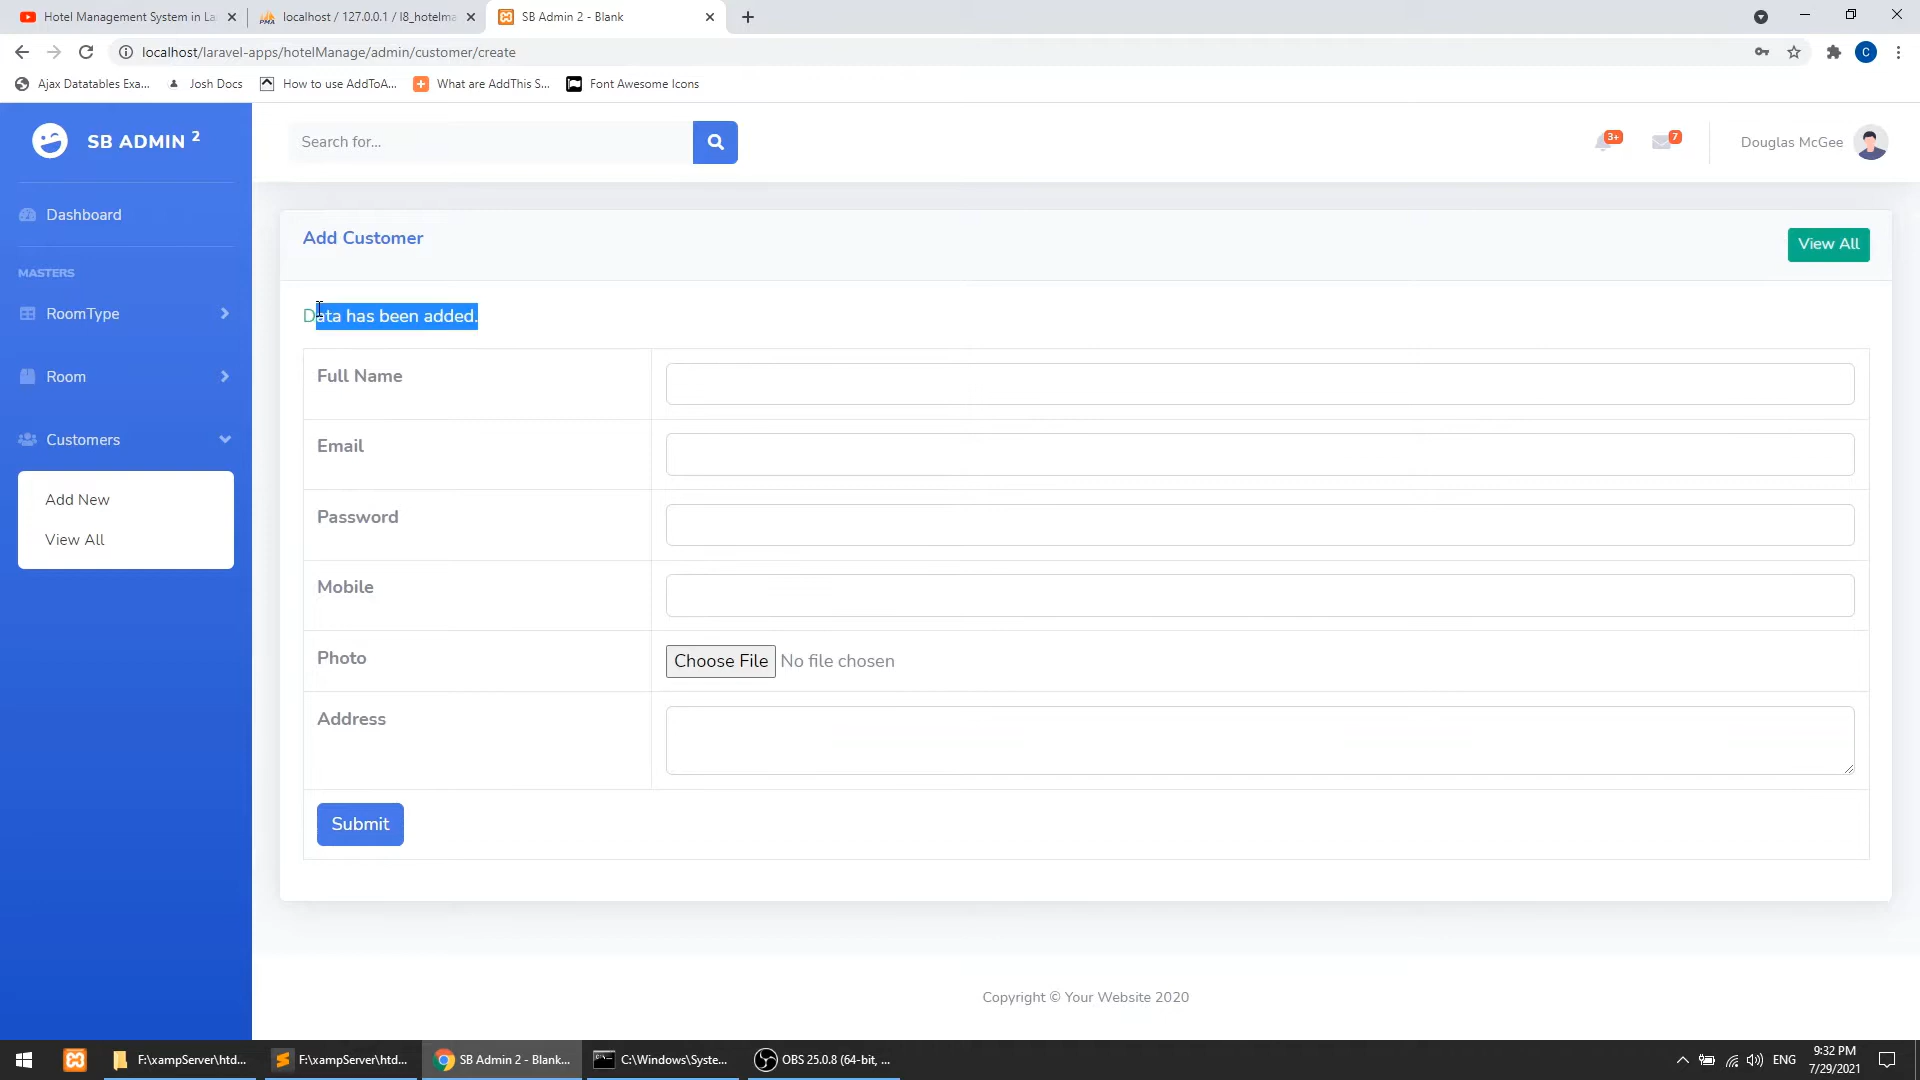 Hotel Management System in La
localhost / 127.0.0.1 / l8_hotelma
SB Admin 2 - Blank
localhost/laravel-apps/hotelManage/admin/customer/create
C
Ajax Datatables Exa...
Josh Docs
How to use AddToA...
What are AddThis S...
Font Awesome Icons
SB ADMIN 2
Search for...
3+
7
Douglas McGee
Dashboard
MASTERS
RoomType
Room
Customers
Add New
View All
Add Customer
View All
Data has been added.
Full Name
Email
Password
Mobile
Photo
Choose File No file chosen
Address
Submit
Copyright © Your Website 2020
F:\xampServer\htd...
F:\xampServer\htd...
SB Admin 2 - Blank...
C:\Windows\Syste...
OBS 25.0.8 (64-bit, ...
ENG
9:32 PM
7/29/2021